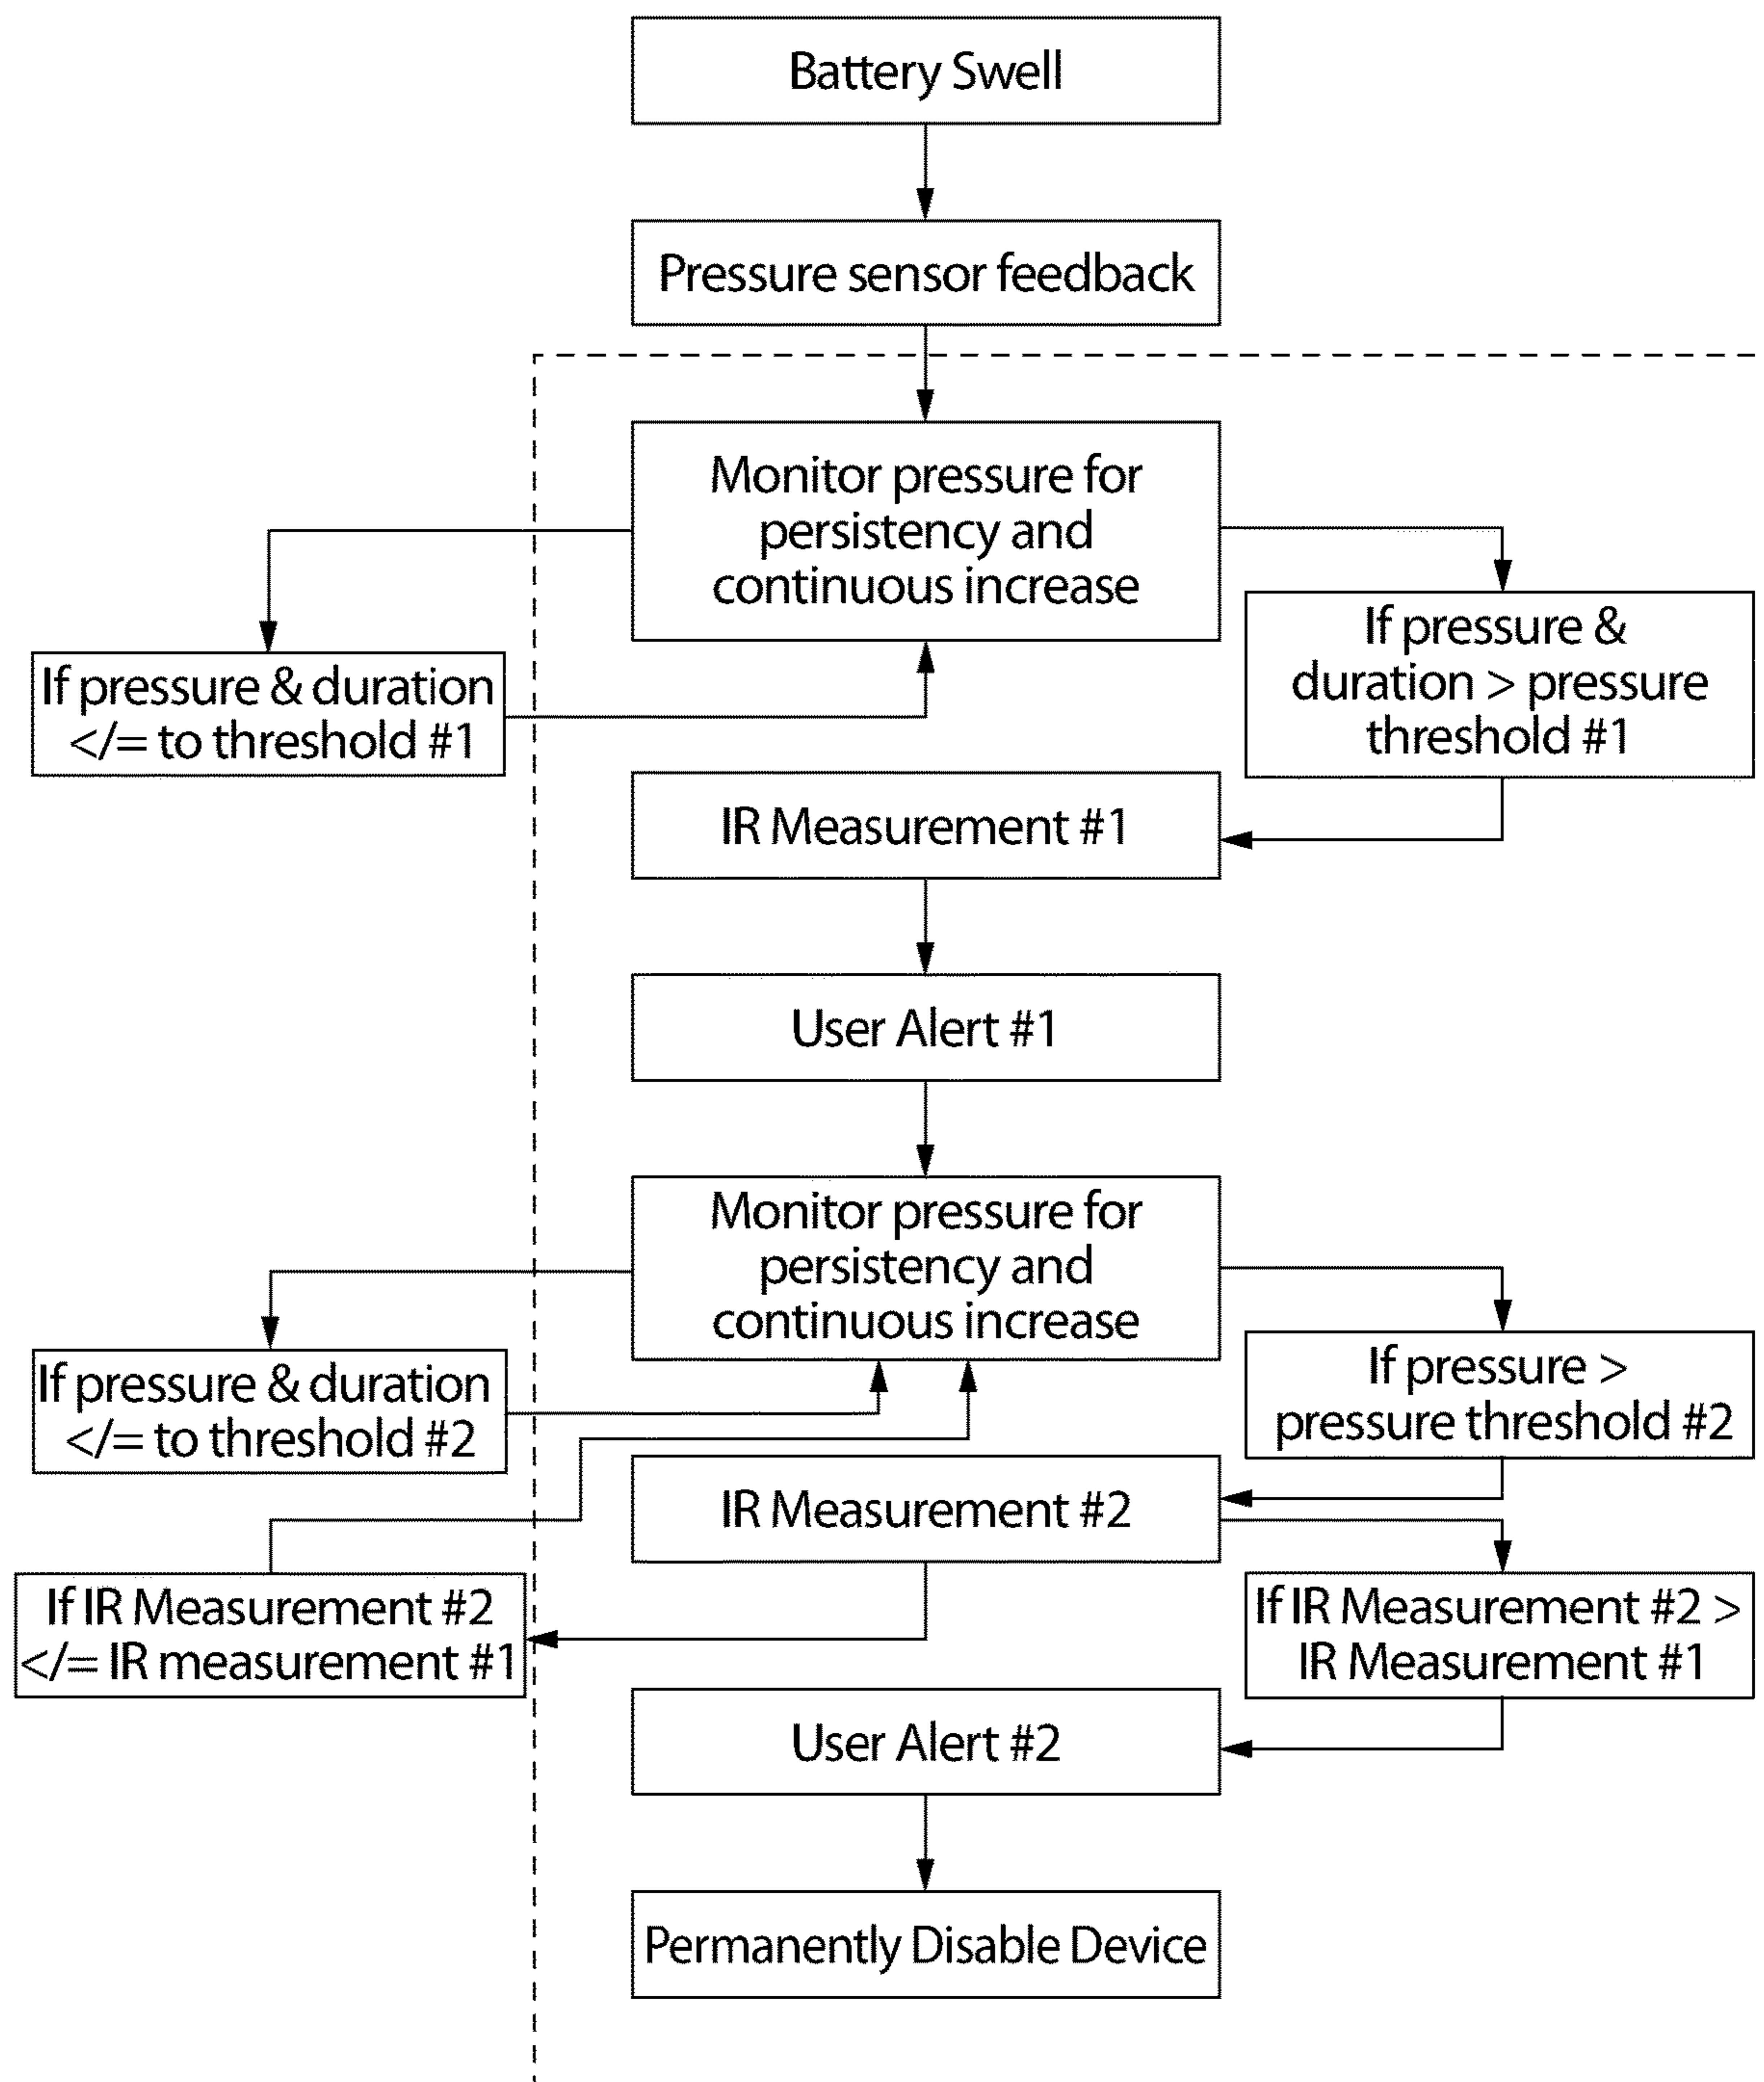 Battery Swell
Pressure sensor feedback
Monitor pressure for
persistency and
continuous increase
If pressure &
duration > pressure
threshold #1
If pressure & duration
</= to threshold #1
IR Measurement #1
User Alert #1
Monitor pressure for
persistency and
continuous increase
If pressure >
pressure threshold #2
If pressure & duration
</= to threshold #2
IR Measurement #2
If IR Measurement #2
</= IR measurement #1
If IR Measurement #2 >
IR Measurement #1
User Alert #2
Permanently Disable Device